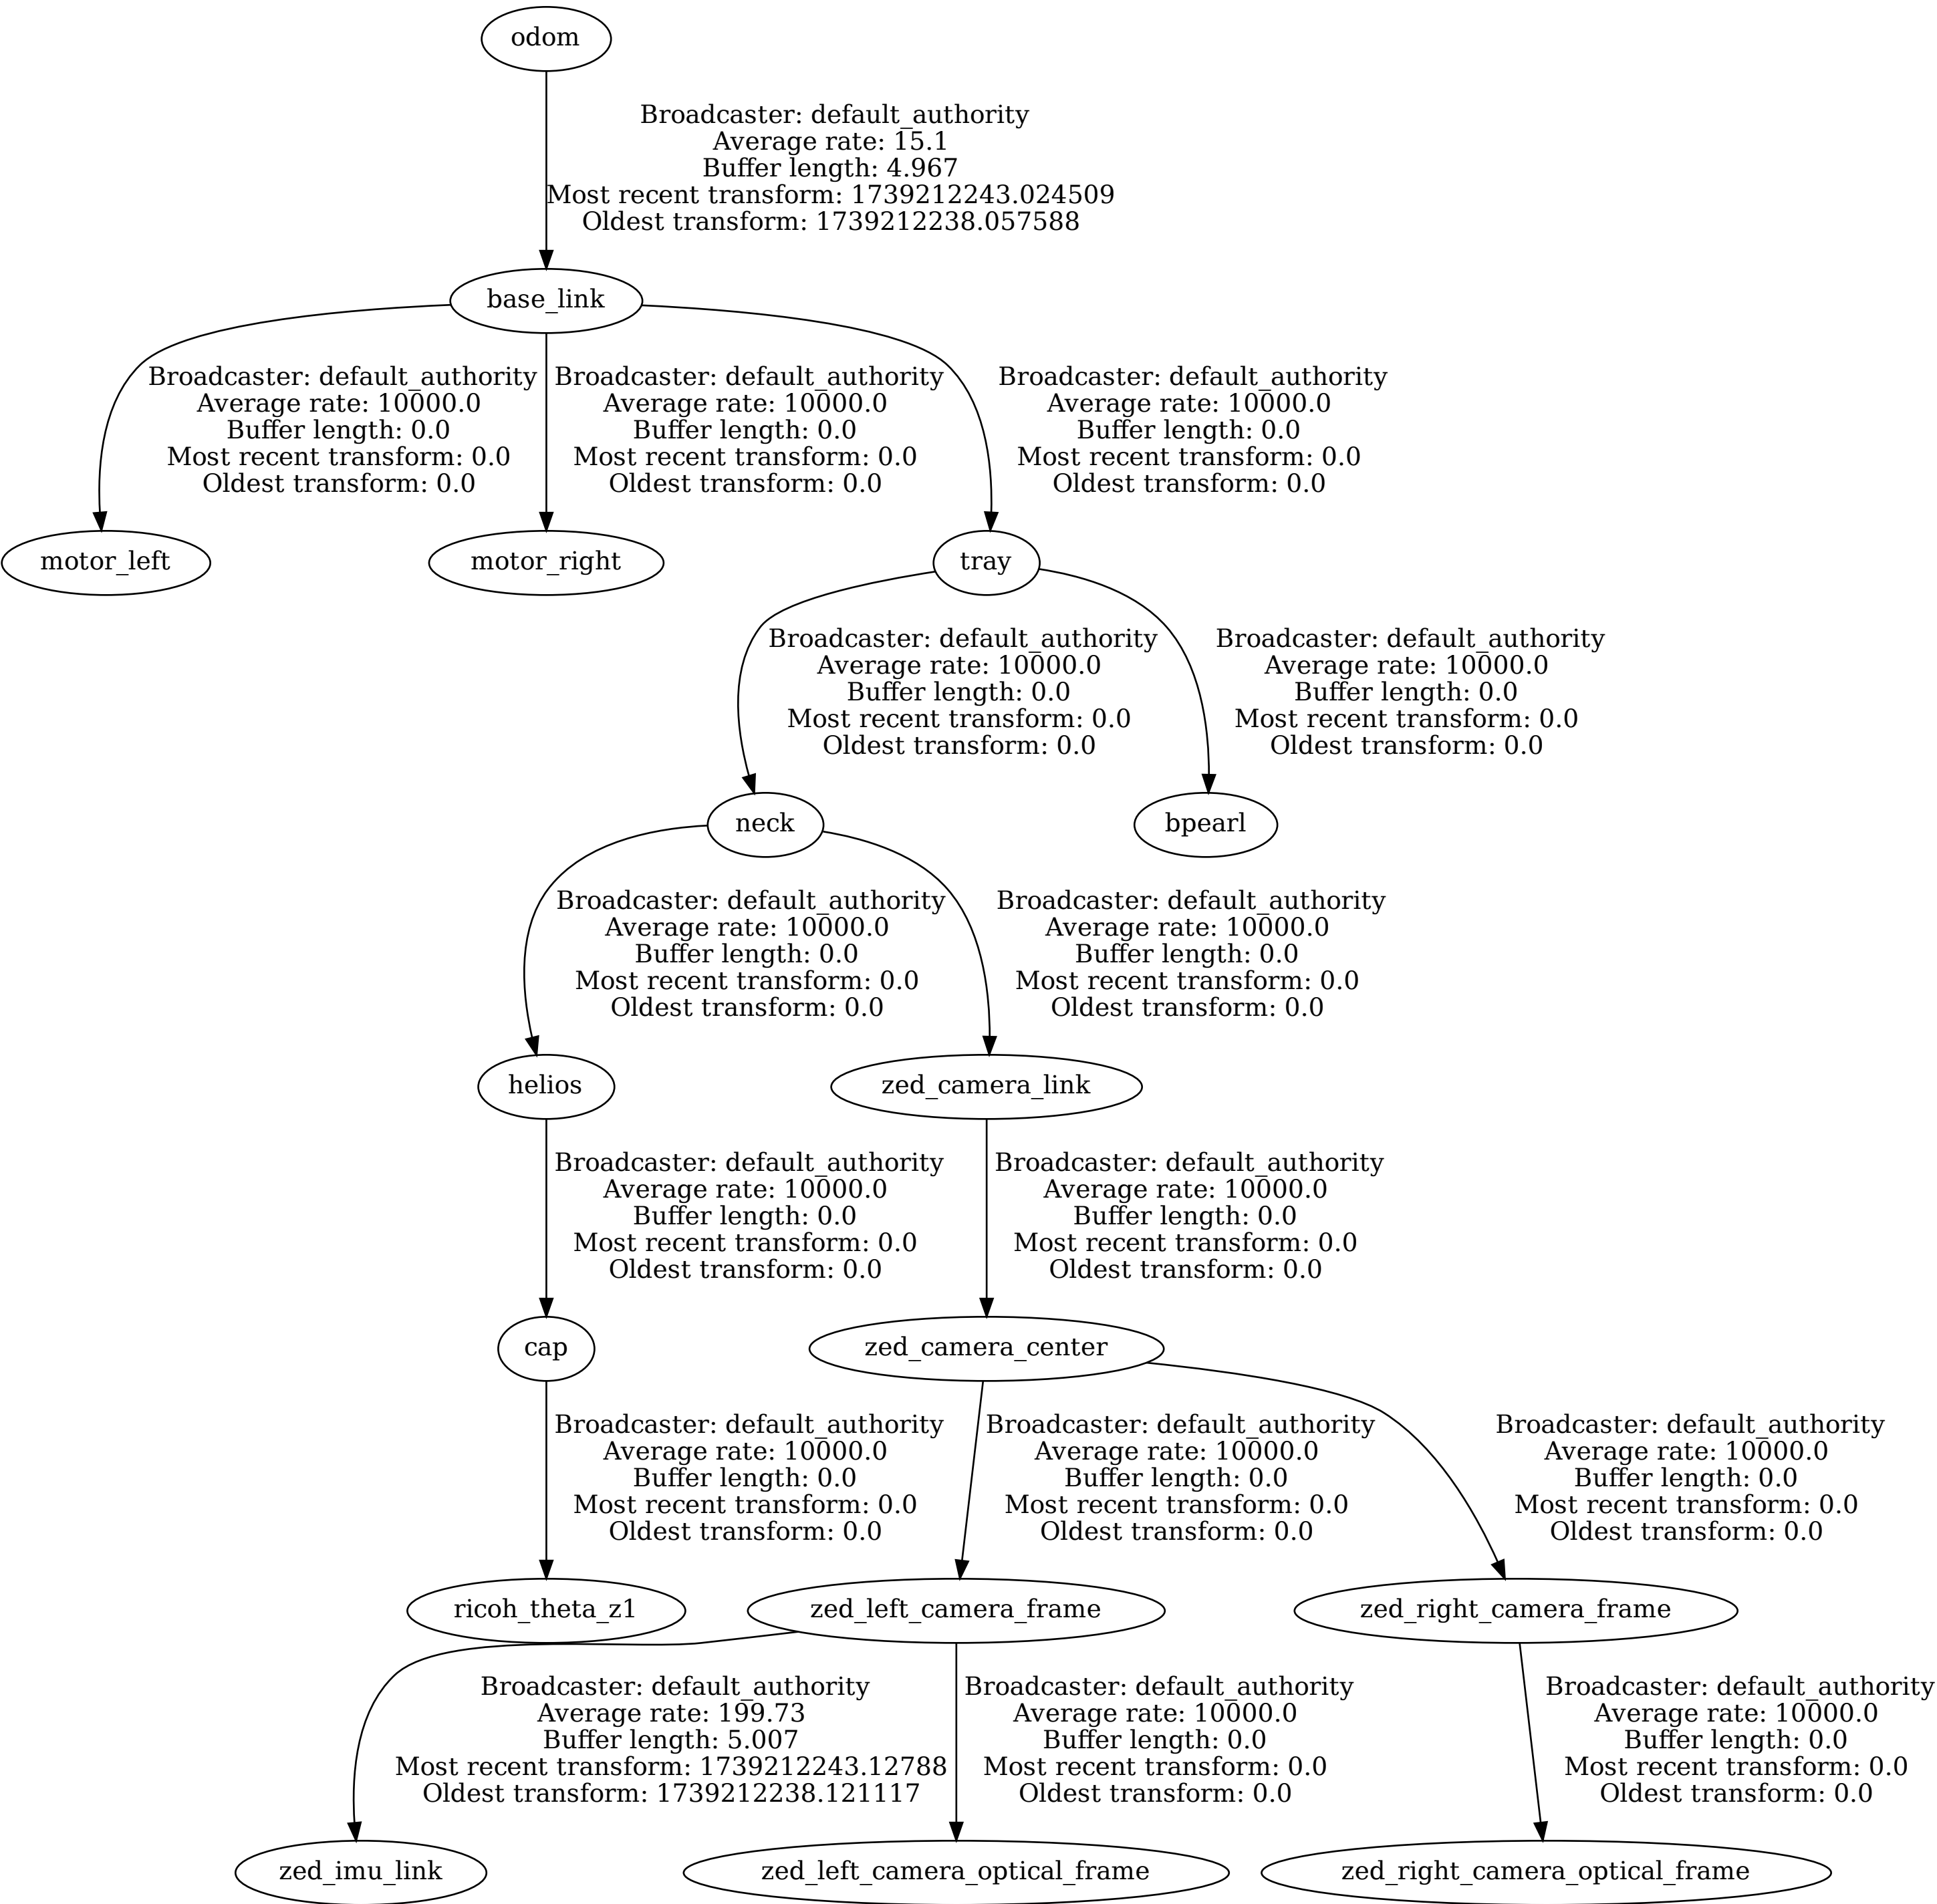 odom
Broadcaster: default_authority
Average rate: 15.1
Buffer length: 4.967
Most recent transform: 1739212243.024509
Oldest transform: 1739212238.057588
base_link
Broadcaster: default_authority
Average rate: 10000.0
Buffer length: 0.0
Most recent transform: 0.0
Oldest transform: 0.0
Broadcaster: default_authority
Average rate: 10000.0
Buffer length: 0.0
Most recent transform: 0.0
Oldest transform: 0.0
Broadcaster: default_authority
Average rate: 10000.0
Buffer length: 0.0
Most recent transform: 0.0
Oldest transform: 0.0
motor_left
motor_right
tray
Broadcaster: default_authority
Average rate: 10000.0
Buffer length: 0.0
Most recent transform: 0.0
Oldest transform: 0.0
Broadcaster: default_authority
Average rate: 10000.0
Buffer length: 0.0
Most recent transform: 0.0
Oldest transform: 0.0
neck
bpearl
Broadcaster: default_authority
Average rate: 10000.0
Buffer length: 0.0
Most recent transform: 0.0
Oldest transform: 0.0
Broadcaster: default_authority
Average rate: 10000.0
Buffer length: 0.0
Most recent transform: 0.0
Oldest transform: 0.0
helios
zed_camera_link
Broadcaster: default_authority
Average rate: 10000.0
Buffer length: 0.0
Most recent transform: 0.0
Oldest transform: 0.0
Broadcaster: default_authority
Average rate: 10000.0
Buffer length: 0.0
Most recent transform: 0.0
Oldest transform: 0.0
cap
zed_camera_center
Broadcaster: default_authority
Average rate: 10000.0
Buffer length: 0.0
Most recent transform: 0.0
Oldest transform: 0.0
Broadcaster: default_authority
Average rate: 10000.0
Buffer length: 0.0
Most recent transform: 0.0
Oldest transform: 0.0
Broadcaster: default_authority
Average rate: 10000.0
Buffer length: 0.0
Most recent transform: 0.0
Oldest transform: 0.0
ricoh_theta_z1
zed_left_camera_frame
zed_right_camera_frame
Broadcaster: default_authority
Average rate: 199.73
Buffer length: 5.007
Most recent transform: 1739212243.12788
Oldest transform: 1739212238.121117
Broadcaster: default_authority
Average rate: 10000.0
Buffer length: 0.0
Most recent transform: 0.0
Oldest transform: 0.0
Broadcaster: default_authority
Average rate: 10000.0
Buffer length: 0.0
Most recent transform: 0.0
Oldest transform: 0.0
zed_imu_link
zed_left_camera_optical_frame
zed_right_camera_optical_frame